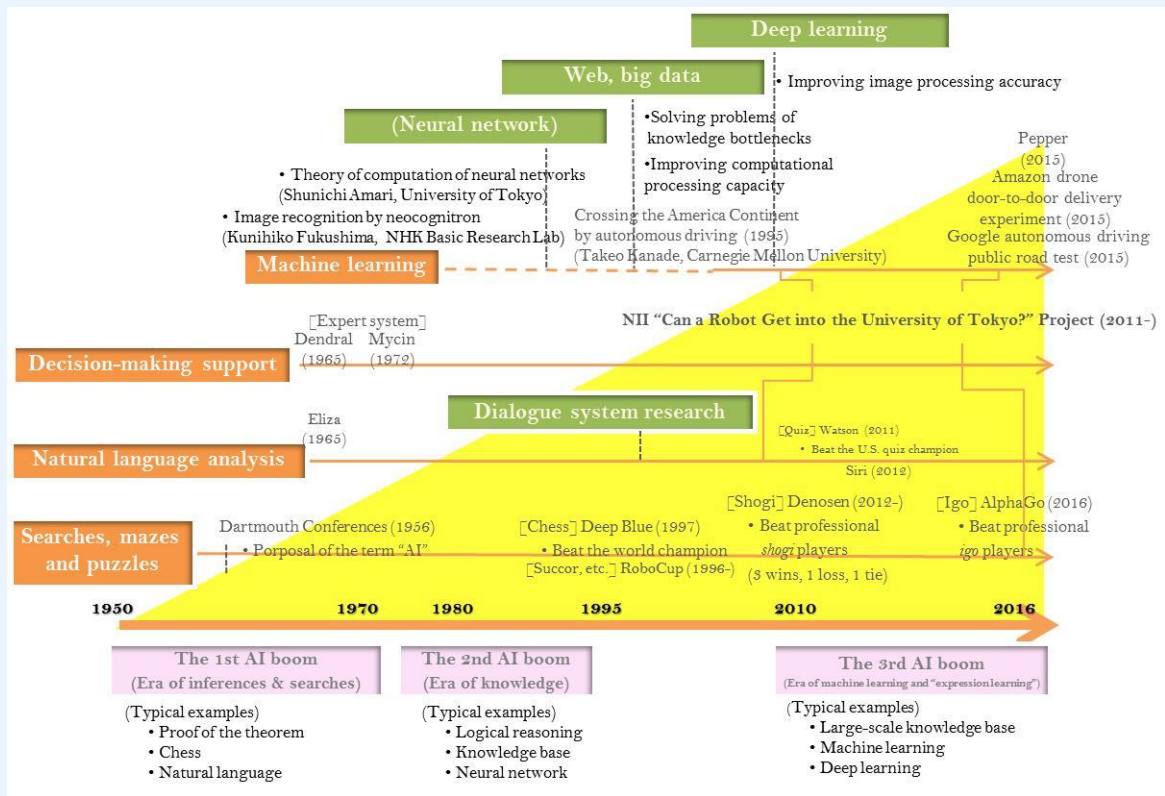 Deep learning
• Improving image processing accuracy
Web, big data
•Solving problems of
knowledge bottlenecks
•Improving computational
processing capacity
(Neural network)
• Theory of computation of neural networks
(Shunichi Amari, University of Tokyo)
• Image recognition by neocognitron
(Kunihiko Fukushima, NHK Basic Research Lab)
Crossing the America Continent
by autonomous driving (1995)
(Takeo Kanade, Carnegie Mellon University)
Pepper
(2015)
Amazon drone
door-to-door delivery
experiment (2015)
Google autonomous driving
public road test (2015)
Machine learning
NII “Can a Robot Get into the University of Tokyo?” Project (2011-)
[Expert system]
Dendral Mycin
(1965) (1972)
Decision-making support
Dialogue system research
Eliza
(1965)
[Quiz] Watson (2011)
• Beat the U.S. quiz champion
Siri (2012)
Natural language analysis
Searches, mazes
and puzzles
Dartmouth Conferences (1956)
• Porposal of the term “AI”
[Chess] Deep Blue (1997)
• Beat the world champion
[Succor, etc.] RoboCup (1996-)
[Shogi] Denosen (2012-)
• Beat professional
shogi players
(3 wins, 1 loss, 1 tie)
[Igo] AlphaGo (2016)
• Beat professional
igo players
1950 1970 1980 1995 2010 2016
The 1st AI boom
(Era of inferences & searches)
(Typical examples)
• Proof of the theorem
• Chess
• Natural language
The 2nd AI boom
(Era of knowledge)
(Typical examples)
• Logical reasoning
• Knowledge base
• Neural network
The 3rd AI boom
(Era of machine learning and “expression learning”)
(Typical examples)
• Large-scale knowledge base
• Machine learning
• Deep learning